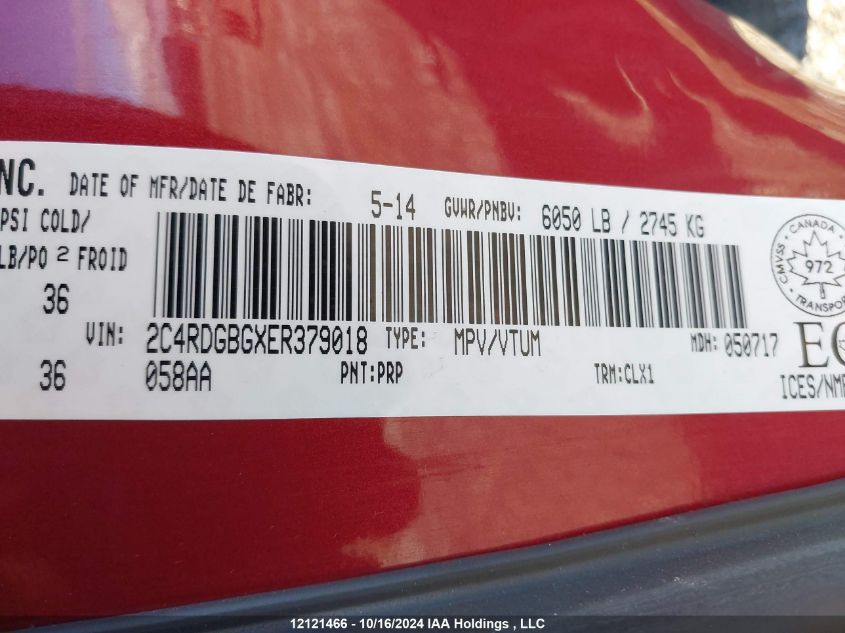 NC. DATE OF MFR/DATE DE FABR: 5-14 GVWR/PNBV: 6050 LB / 2745 KG
PSI COLD/
LB/PO 2 FROID
36
VIN: 2C4RDGBGXER379018 TYPE: MPV/VTUM MDH: 050717
36 058AA PNT:PRP TRM:CLX1
CANADA
CMVSS 972
TRANSPORT
ICES/NM
12121466 - 10/16/2024 IAA Holdings , LLC